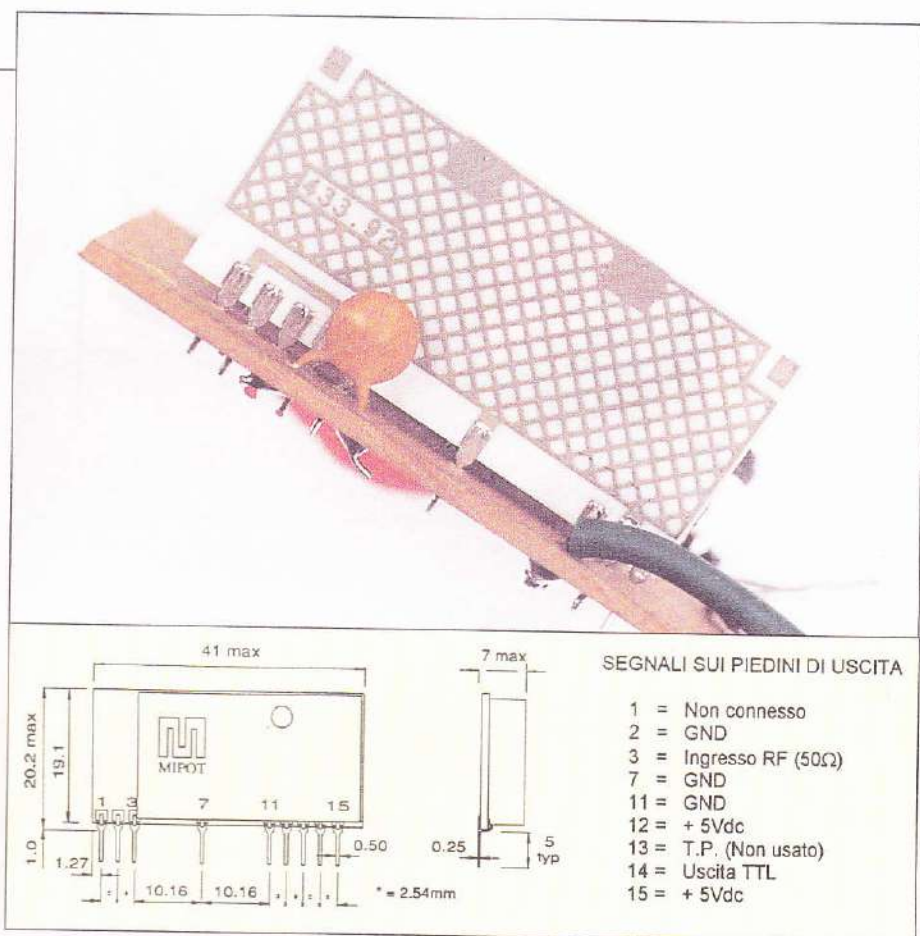 433.92
41 max
7 max
20.2 max
19.1
MIPOT
1 3 7 11 15
1.0
1.27
10.16
10.16
0.50
* = 2.54mm
0.25
5
typ
SEGNALI SUI PIEDINI DI USCITA
1 = Non connesso
2 = GND
3 = Ingresso RF (50Ω)
7 = GND
11 = GND
12 = + 5Vdc
13 = T.P. (Non usato)
14 = Uscita TTL
15 = + 5Vdc